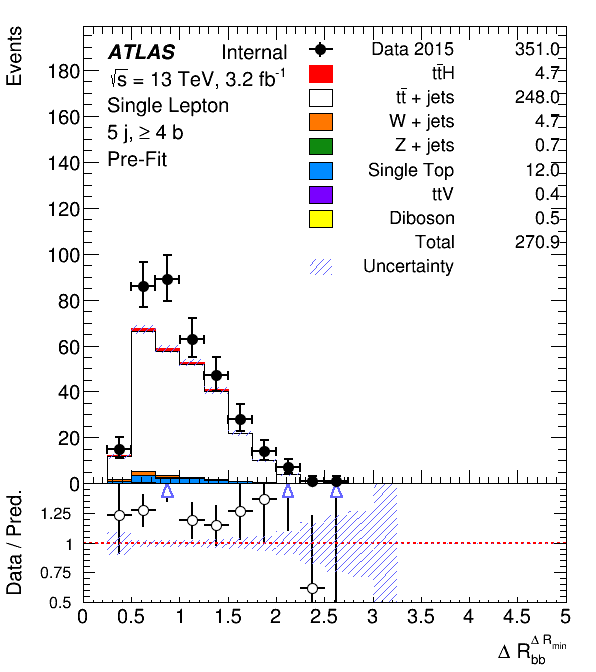 Events
ATLAS Internal
√s = 13 TeV, 3.2 fb⁻¹
Single Lepton
5 j, ≥ 4 b
Pre-Fit
Data 2015 351.0
tt̄H 4.7
tt̄ + jets 248.0
W + jets 4.7
Z + jets 0.7
Single Top 12.0
ttV 0.4
Diboson 0.5
Total 270.9
Uncertainty
180
160
140
120
100
80
60
40
20
0
Data / Pred.
1.25
1
0.75
0.5
0 0.5 1 1.5 2 2.5 3 3.5 4 4.5 5
Δ R_bb^Δ R_min